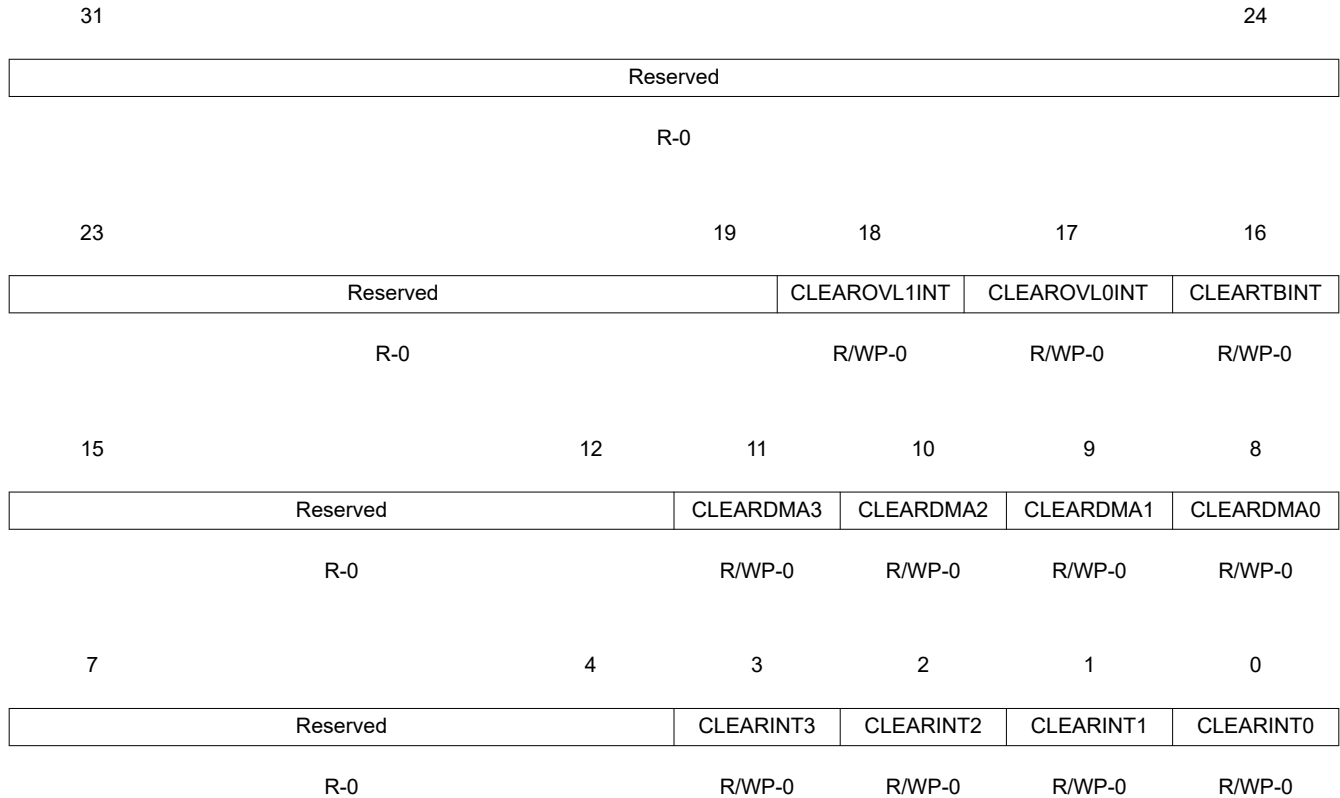 31 24
Reserved
R-0
23 19 18 17 16
Reserved CLEAROVL1INT CLEAROVL0INT CLEARTBINT
R-0 R/WP-0 R/WP-0 R/WP-0
15 12 11 10 9 8
Reserved CLEARDMA3 CLEARDMA2 CLEARDMA1 CLEARDMA0
R-0 R/WP-0 R/WP-0 R/WP-0 R/WP-0
7 4 3 2 1 0
Reserved CLEARINT3 CLEARINT2 CLEARINT1 CLEARINT0
R-0 R/WP-0 R/WP-0 R/WP-0 R/WP-0